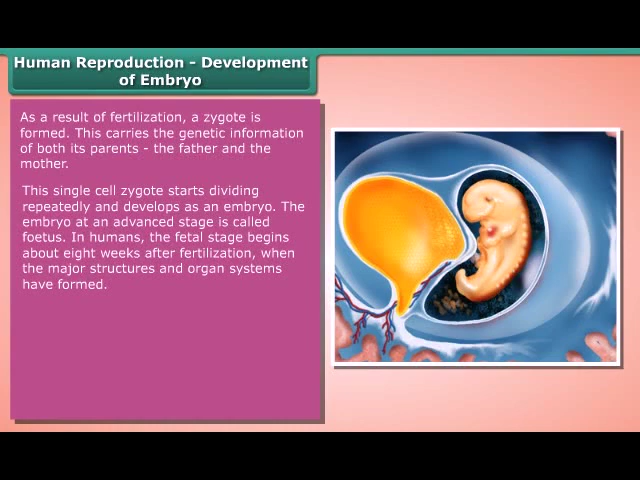 Human Reproduction - Development
of Embryo
As a result of fertilization, a zygote is
formed. This carries the genetic information
of both its parents - the father and the
mother.
This single cell zygote starts dividing
repeatedly and develops as an embryo. The
embryo at an advanced stage is called
foetus. In humans, the fetal stage begins
about eight weeks after fertilization, when
the major structures and organ systems
have formed.